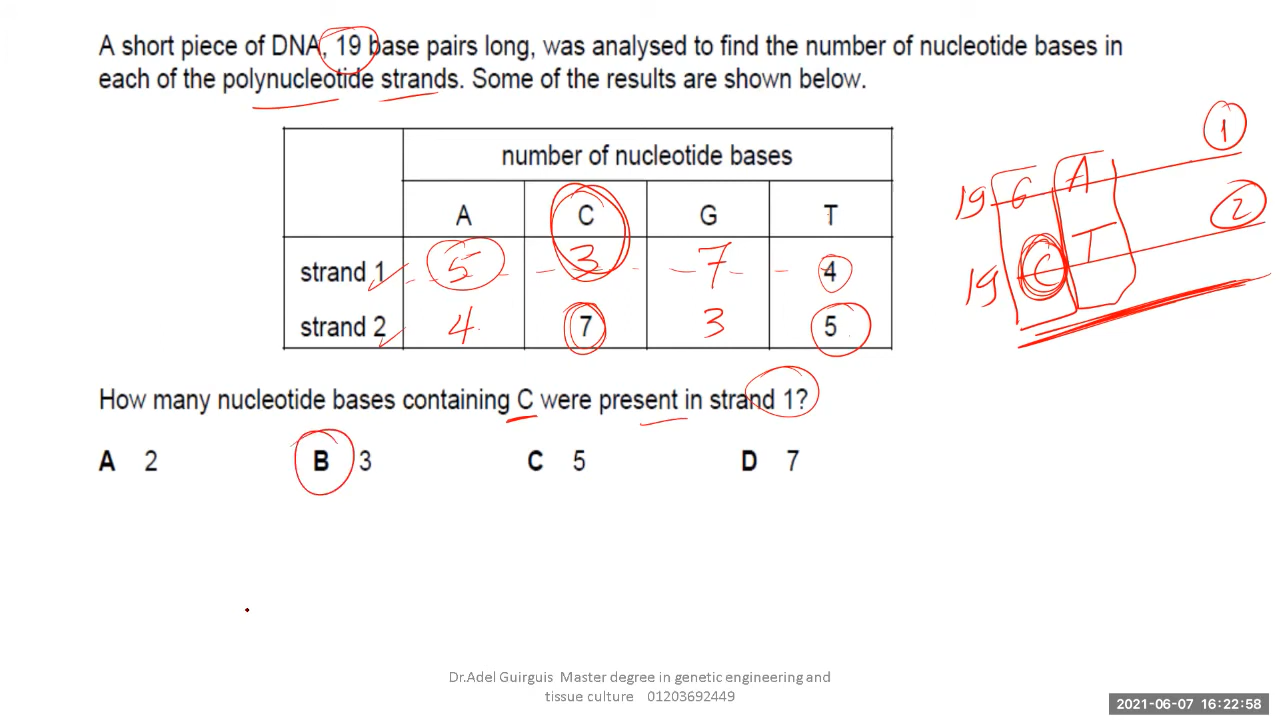 A short piece of DNA, 19 base pairs long, was analysed to find the number of nucleotide bases in
each of the polynucleotide strands. Some of the results are shown below.
number of nucleotide bases
A C G T
strand 1 5 3 7 4
strand 2 4 7 3 5
How many nucleotide bases containing C were present in strand 1?
A 2 B 3 C 5 D 7
1
19 G A
2
19 C T
Dr.Adel Guirguis Master degree in genetic engineering and
tissue culture 01203692449
2021-06-07 16:22:58